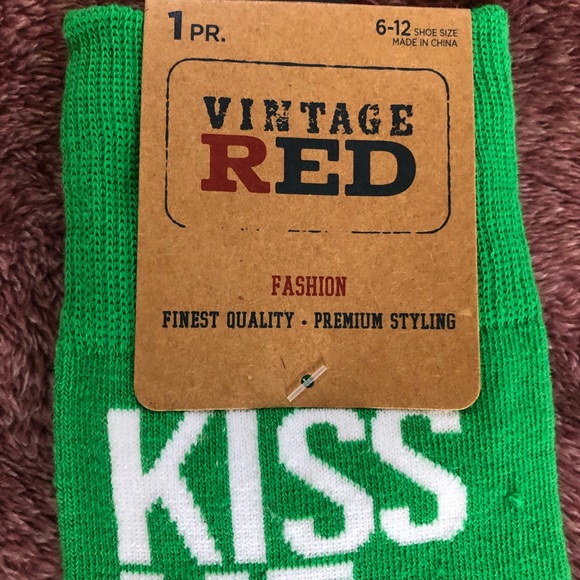 1 PR.
6-12 SHOE SIZE
MADE IN CHINA
VINTAGE
RED
FASHION
FINEST QUALITY • PREMIUM STYLING
KISS